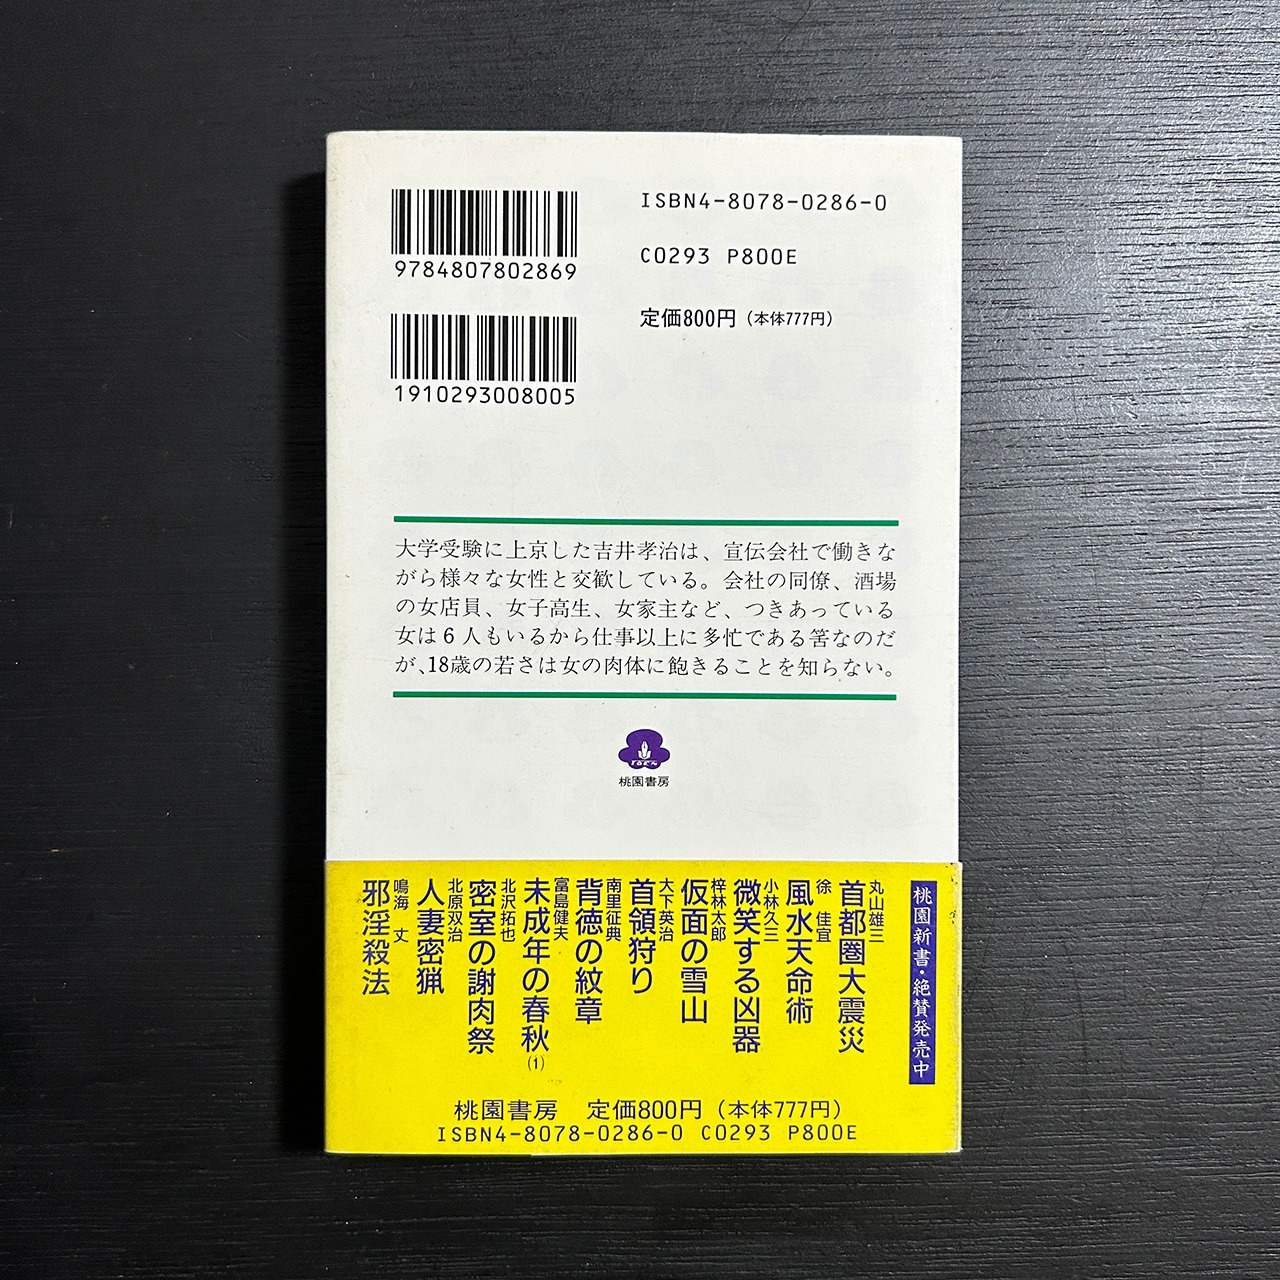 9784807802869
1910293008005
ISBN4-8078-0286-0
C0293 P800E
定価800円（本体777円）
大学受験に上京した吉井孝治は、宣伝会社で働きな
がら様々な女性と交歓している。会社の同僚、酒場
の女店員、女子高生、女家主など、つきあっている
女は6人もいるから仕事以上に多忙である筈なのだ
が、18歳の若さは女の肉体に飽きることを知らない。
桃園書房
桃園新書・絶賛発売中
丸山雄三
首都圏大震災
徐 佳宜
風水天命術
小林久三
微笑する凶器
梓林太郎
仮面の雪山
大下英治
首領狩り
南里征典
背徳の紋章
富島健夫
未成年の春秋(1)
北沢拓也
密室の謝肉祭
北原双治
人妻密猟
鳴海 丈
邪淫殺法
桃園書房 定価800円（本体777円）
ISBN4-8078-0286-0 C0293 P800E